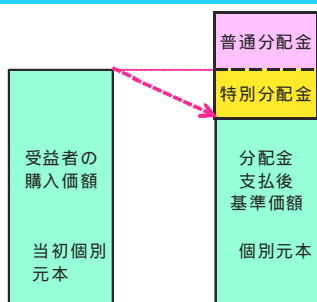 普通分配金
特別分配金
受益者の
購入価額
当初個別
元本
分配金
支払後
基準価額
個別元本